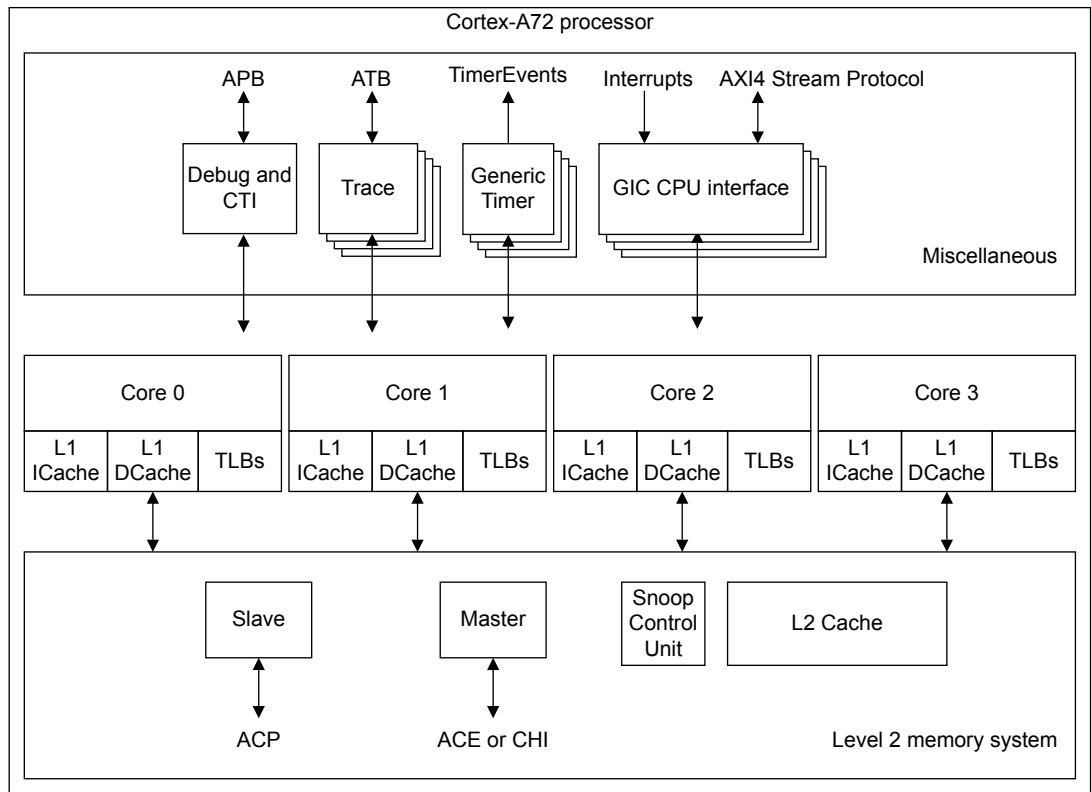 Cortex-A72 processor
APB
ATB
TimerEvents
Interrupts
AXI4 Stream Protocol
Debug and
CTI
Trace
Generic
Timer
GIC CPU interface
Miscellaneous
Core 0
Core 1
Core 2
Core 3
L1
ICache
L1
DCache
TLBs
L1
ICache
L1
DCache
TLBs
L1
ICache
L1
DCache
TLBs
L1
ICache
L1
DCache
TLBs
Slave
Master
Snoop
Control
Unit
L2 Cache
ACP
ACE or CHI
Level 2 memory system